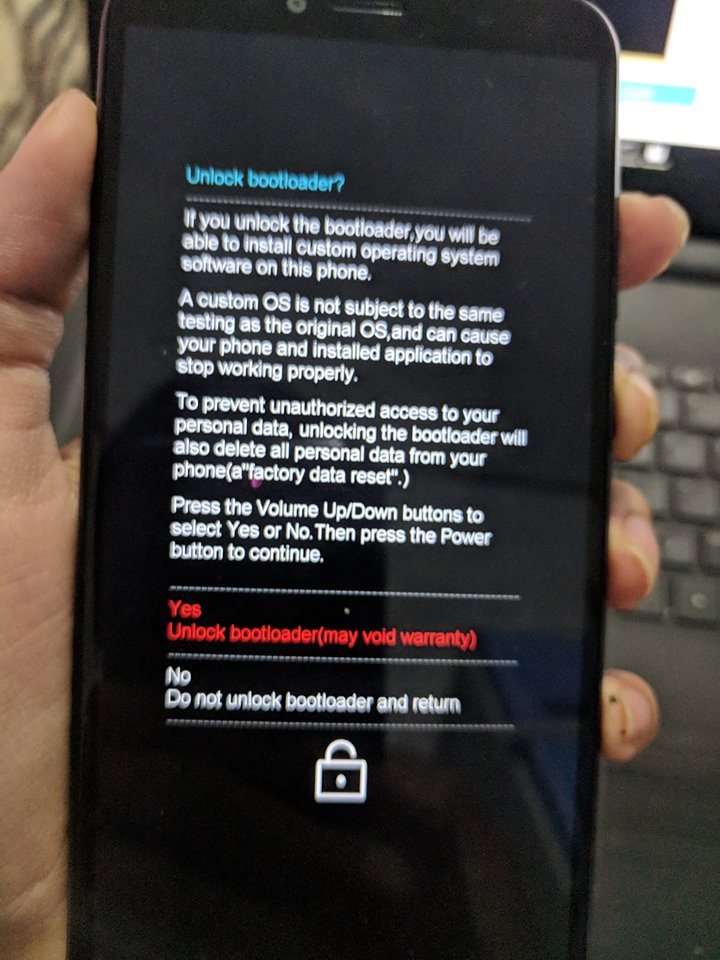 Unlock bootloader?
If you unlock the bootloader,you will be
able to install custom operating system
software on this phone.
A custom OS is not subject to the same
testing as the original OS,and can cause
your phone and installed application to
stop working properly.
To prevent unauthorized access to your
personal data, unlocking the bootloader will
also delete all personal data from your
phone(a"factory data reset".)
Press the Volume Up/Down buttons to
select Yes or No.Then press the Power
button to continue.
Yes
Unlock bootloader(may void warranty)
No
Do not unlock bootloader and return